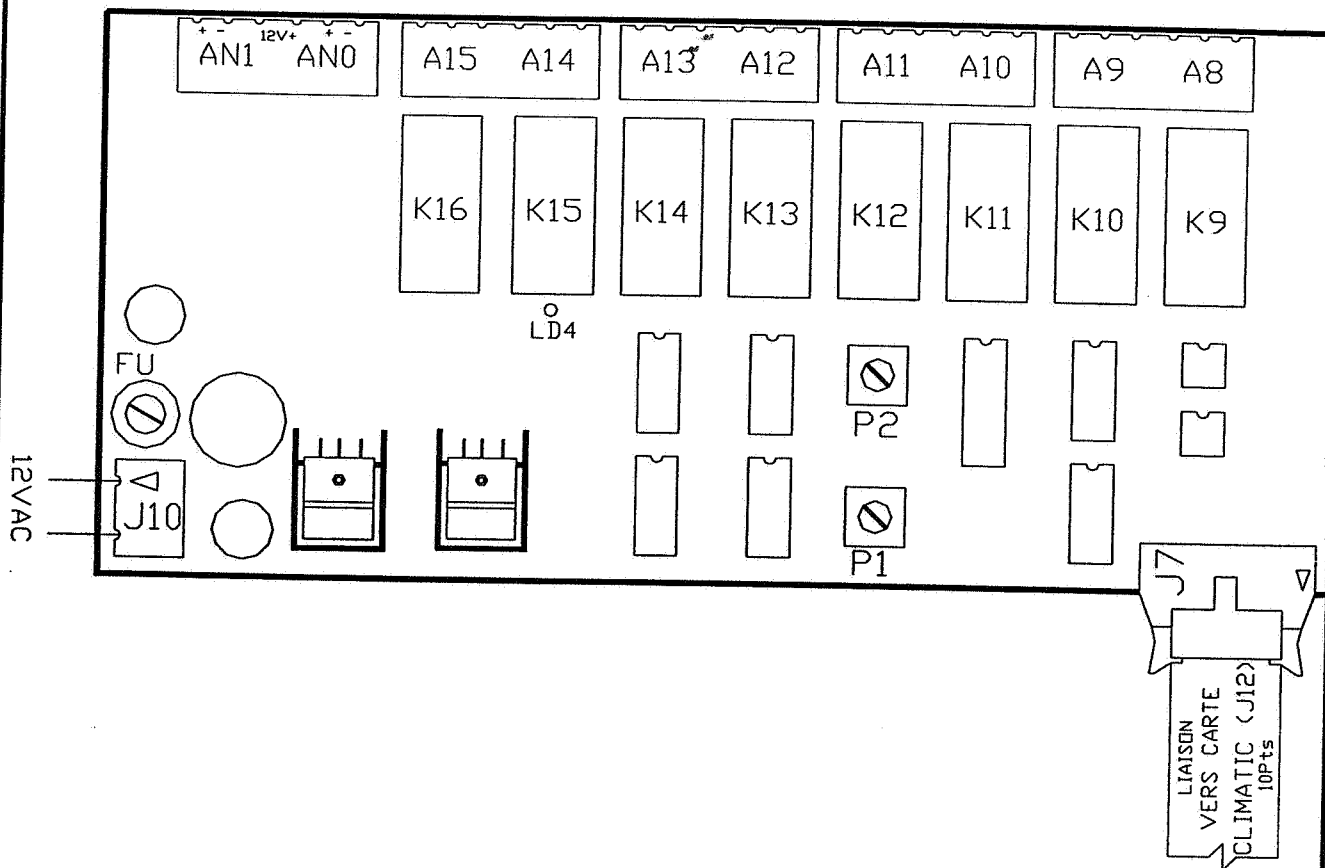 + - 12V+ + -
AN1 AN0 A15 A14 A13 A12 A11 A10 A9 A8
K16 K15 K14 K13 K12 K11 K10 K9
LD4
FU
P2
12VAC
J10
P1
J7
LIAISON
VERS CARTE
CLIMATIC (J12)
10Pts